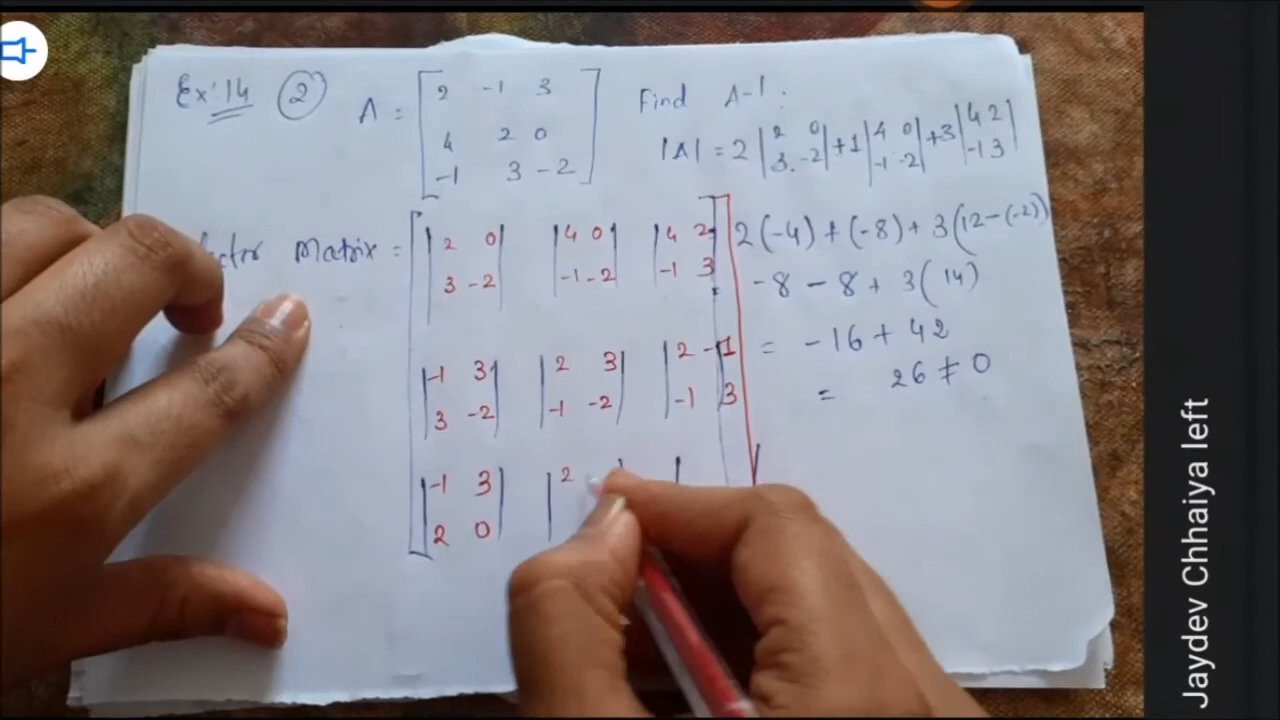 Ex:14 ② A = [ 2 -1 3 Find A-1:
4 2 0
-1 3 -2 ]
|A| = 2 | 2 0 | +1 | 4 0 | +3 | 4 2 |
3. -2 -1 -2 -1 3
Matrix = | 2 0 | | 4 0 | | 4 2 |
3 -2 -1 -2 -1 3
2(-4) + (-8) + 3(12-(-2))
-8 - 8 + 3(14)
| -1 3 | | 2 3 | | 2 -1 |
3 -2 -1 -2 -1 3
= -16 + 42
= 26 ≠ 0
| -1 3 | | 2
2 0
Jaydev Chhaiya left